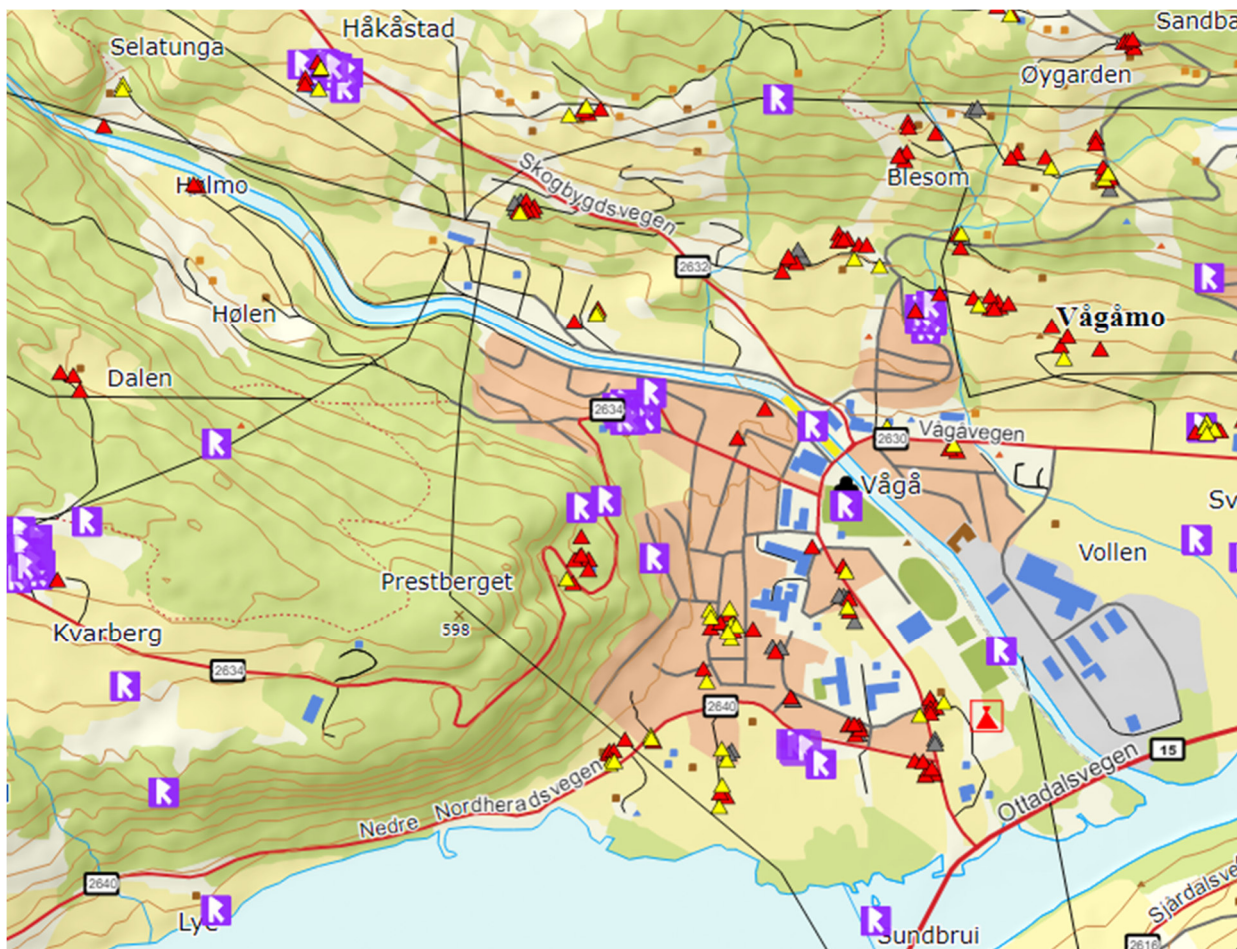 Håkåstad
Sandba
Selatunga
Øygarden
Skogbygdsvegen
Blesom
2632
Hølen
Vågåmo
Dalen
2634
2630
Vågåvegen
Vågå
Sv
Vollen
Prestberget
598
Kvarberg
2634
2640
15
Ottadalsvegen
Nedre Nordheradsvegen
2640
Sjårdalsve
Lye
Sundbrui
2616